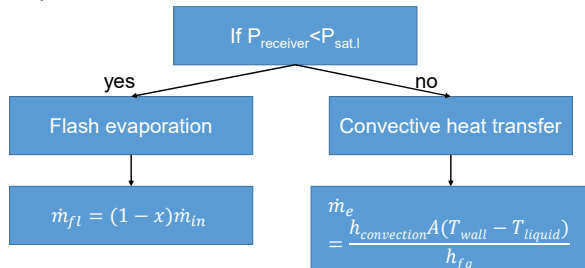 If P_receiver<P_sat.l
yes
no
Flash evaporation
Convective heat transfer
ṁ_fl = (1 − x)ṁ_in
ṁ_e
= h_convection A(T_wall − T_liquid) / h_fg